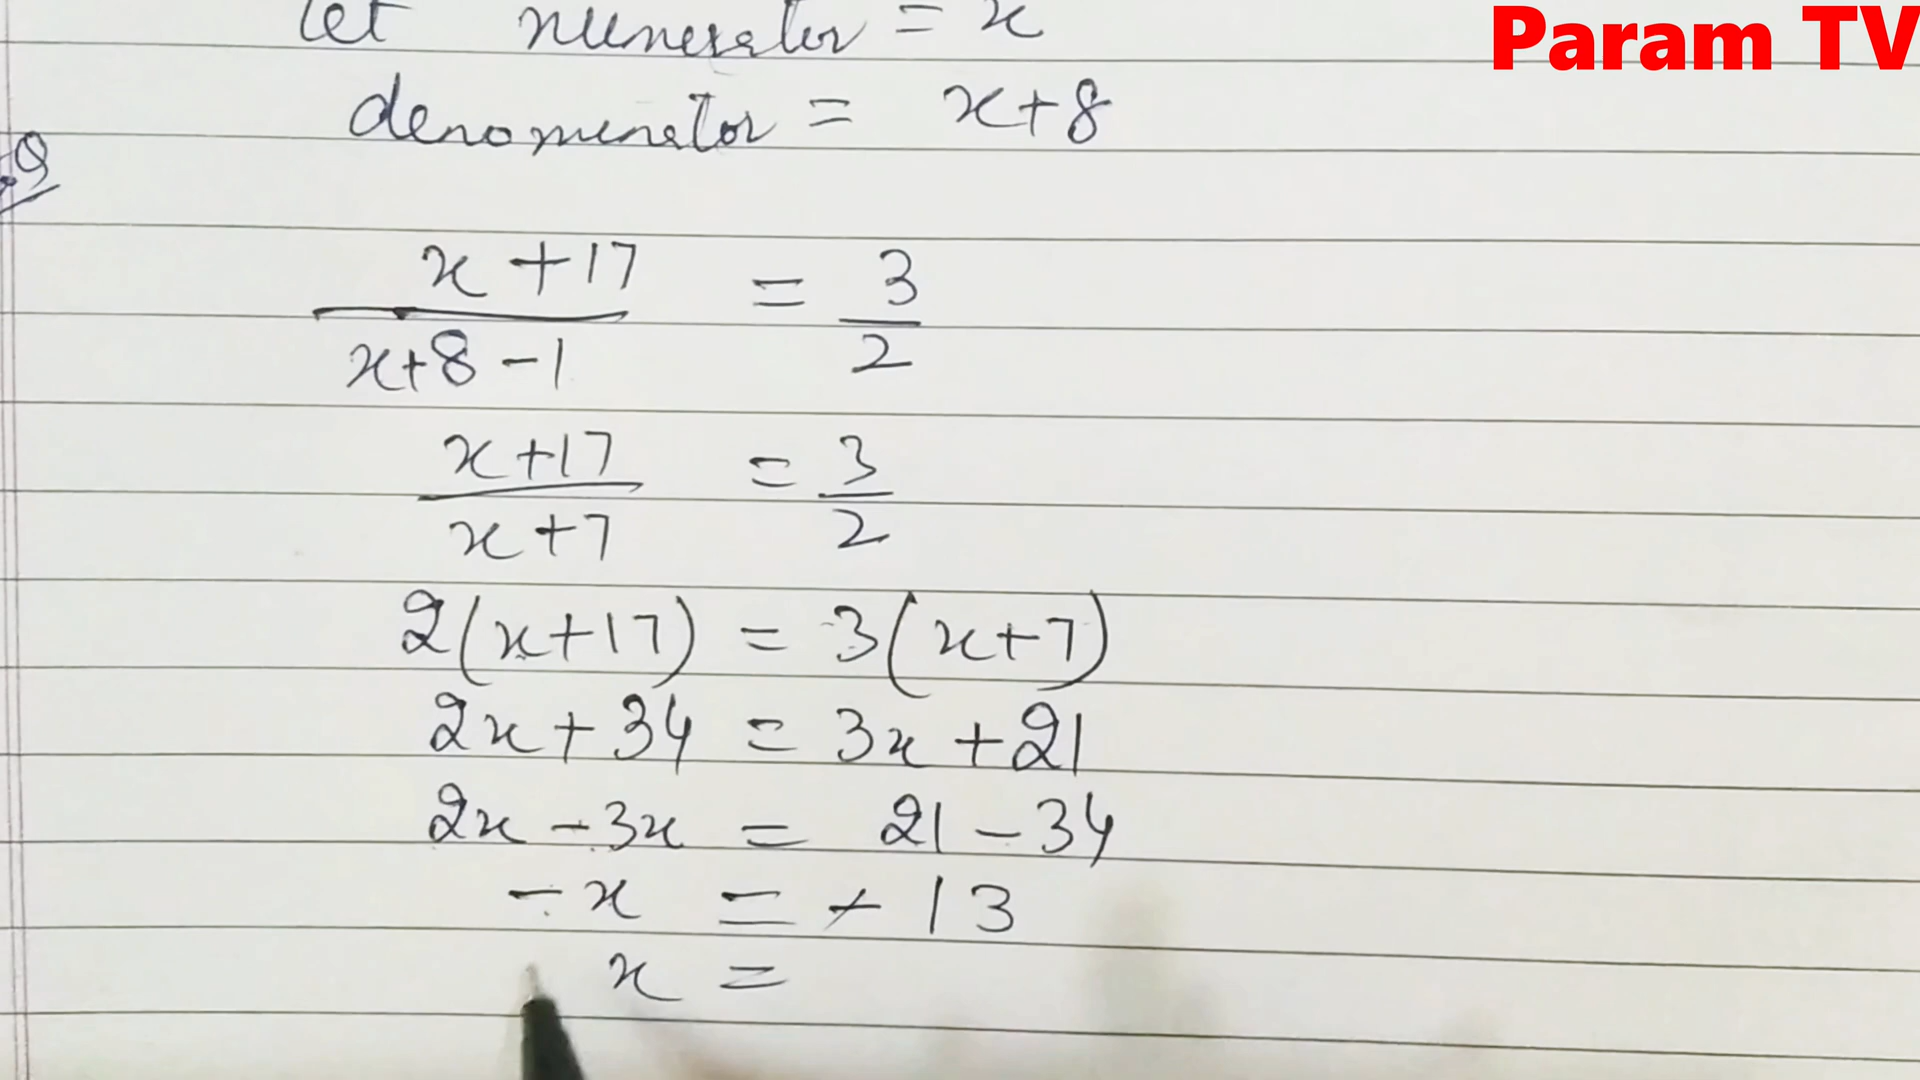 Let numerator = x
Param TV
denominator = x+8
Q
x+17 / x+8-1 = 3/2
x+17 / x+7 = 3/2
2(x+17) = 3(x+7)
2x+34 = 3x+21
2x-3x = 21-34
-x = -13
x =